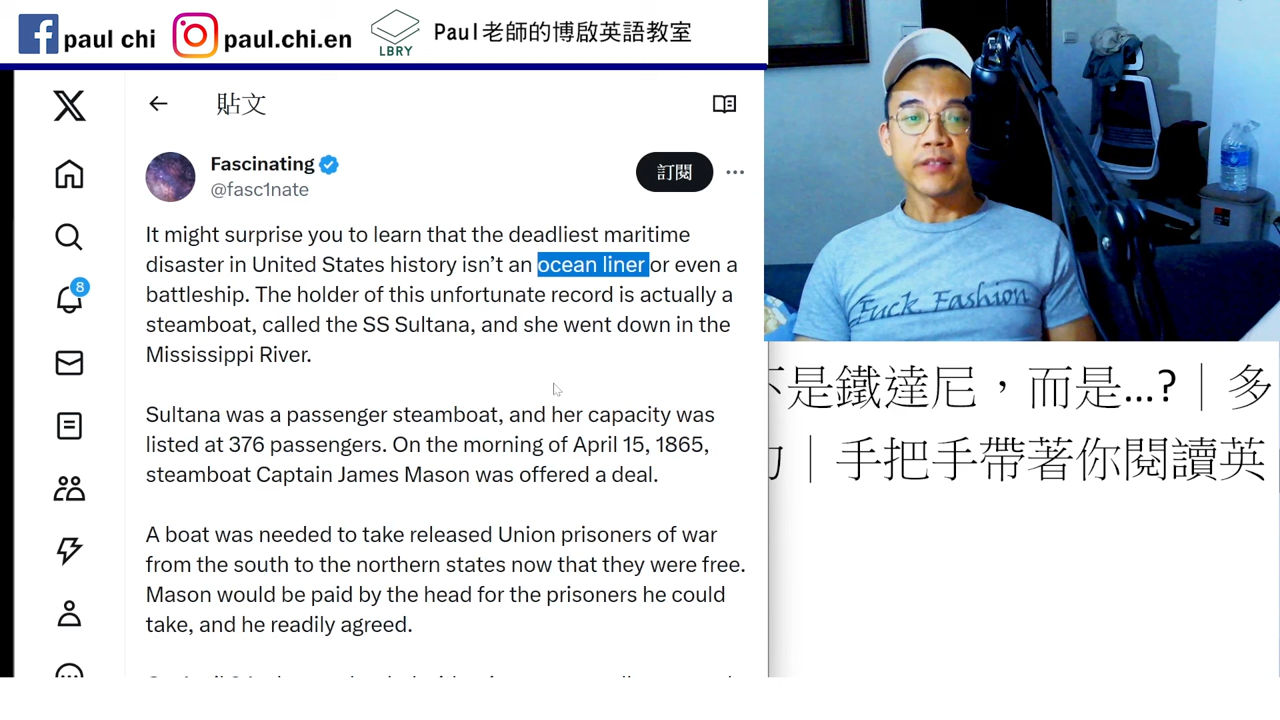 paul chi
paul.chi.en
LBRY
Paul老師的博啟英語教室
貼文
Fascinating
@fasc1nate
訂閱
8
It might surprise you to learn that the deadliest maritime
disaster in United States history isn’t an ocean liner or even a
battleship. The holder of this unfortunate record is actually a
steamboat, called the SS Sultana, and she went down in the
Mississippi River.
Sultana was a passenger steamboat, and her capacity was
listed at 376 passengers. On the morning of April 15, 1865,
steamboat Captain James Mason was offered a deal.
A boat was needed to take released Union prisoners of war
from the south to the northern states now that they were free.
Mason would be paid by the head for the prisoners he could
take, and he readily agreed.
Fuck Fashion
不是鐵達尼，而是...?｜多
｜手把手帶著你閱讀英